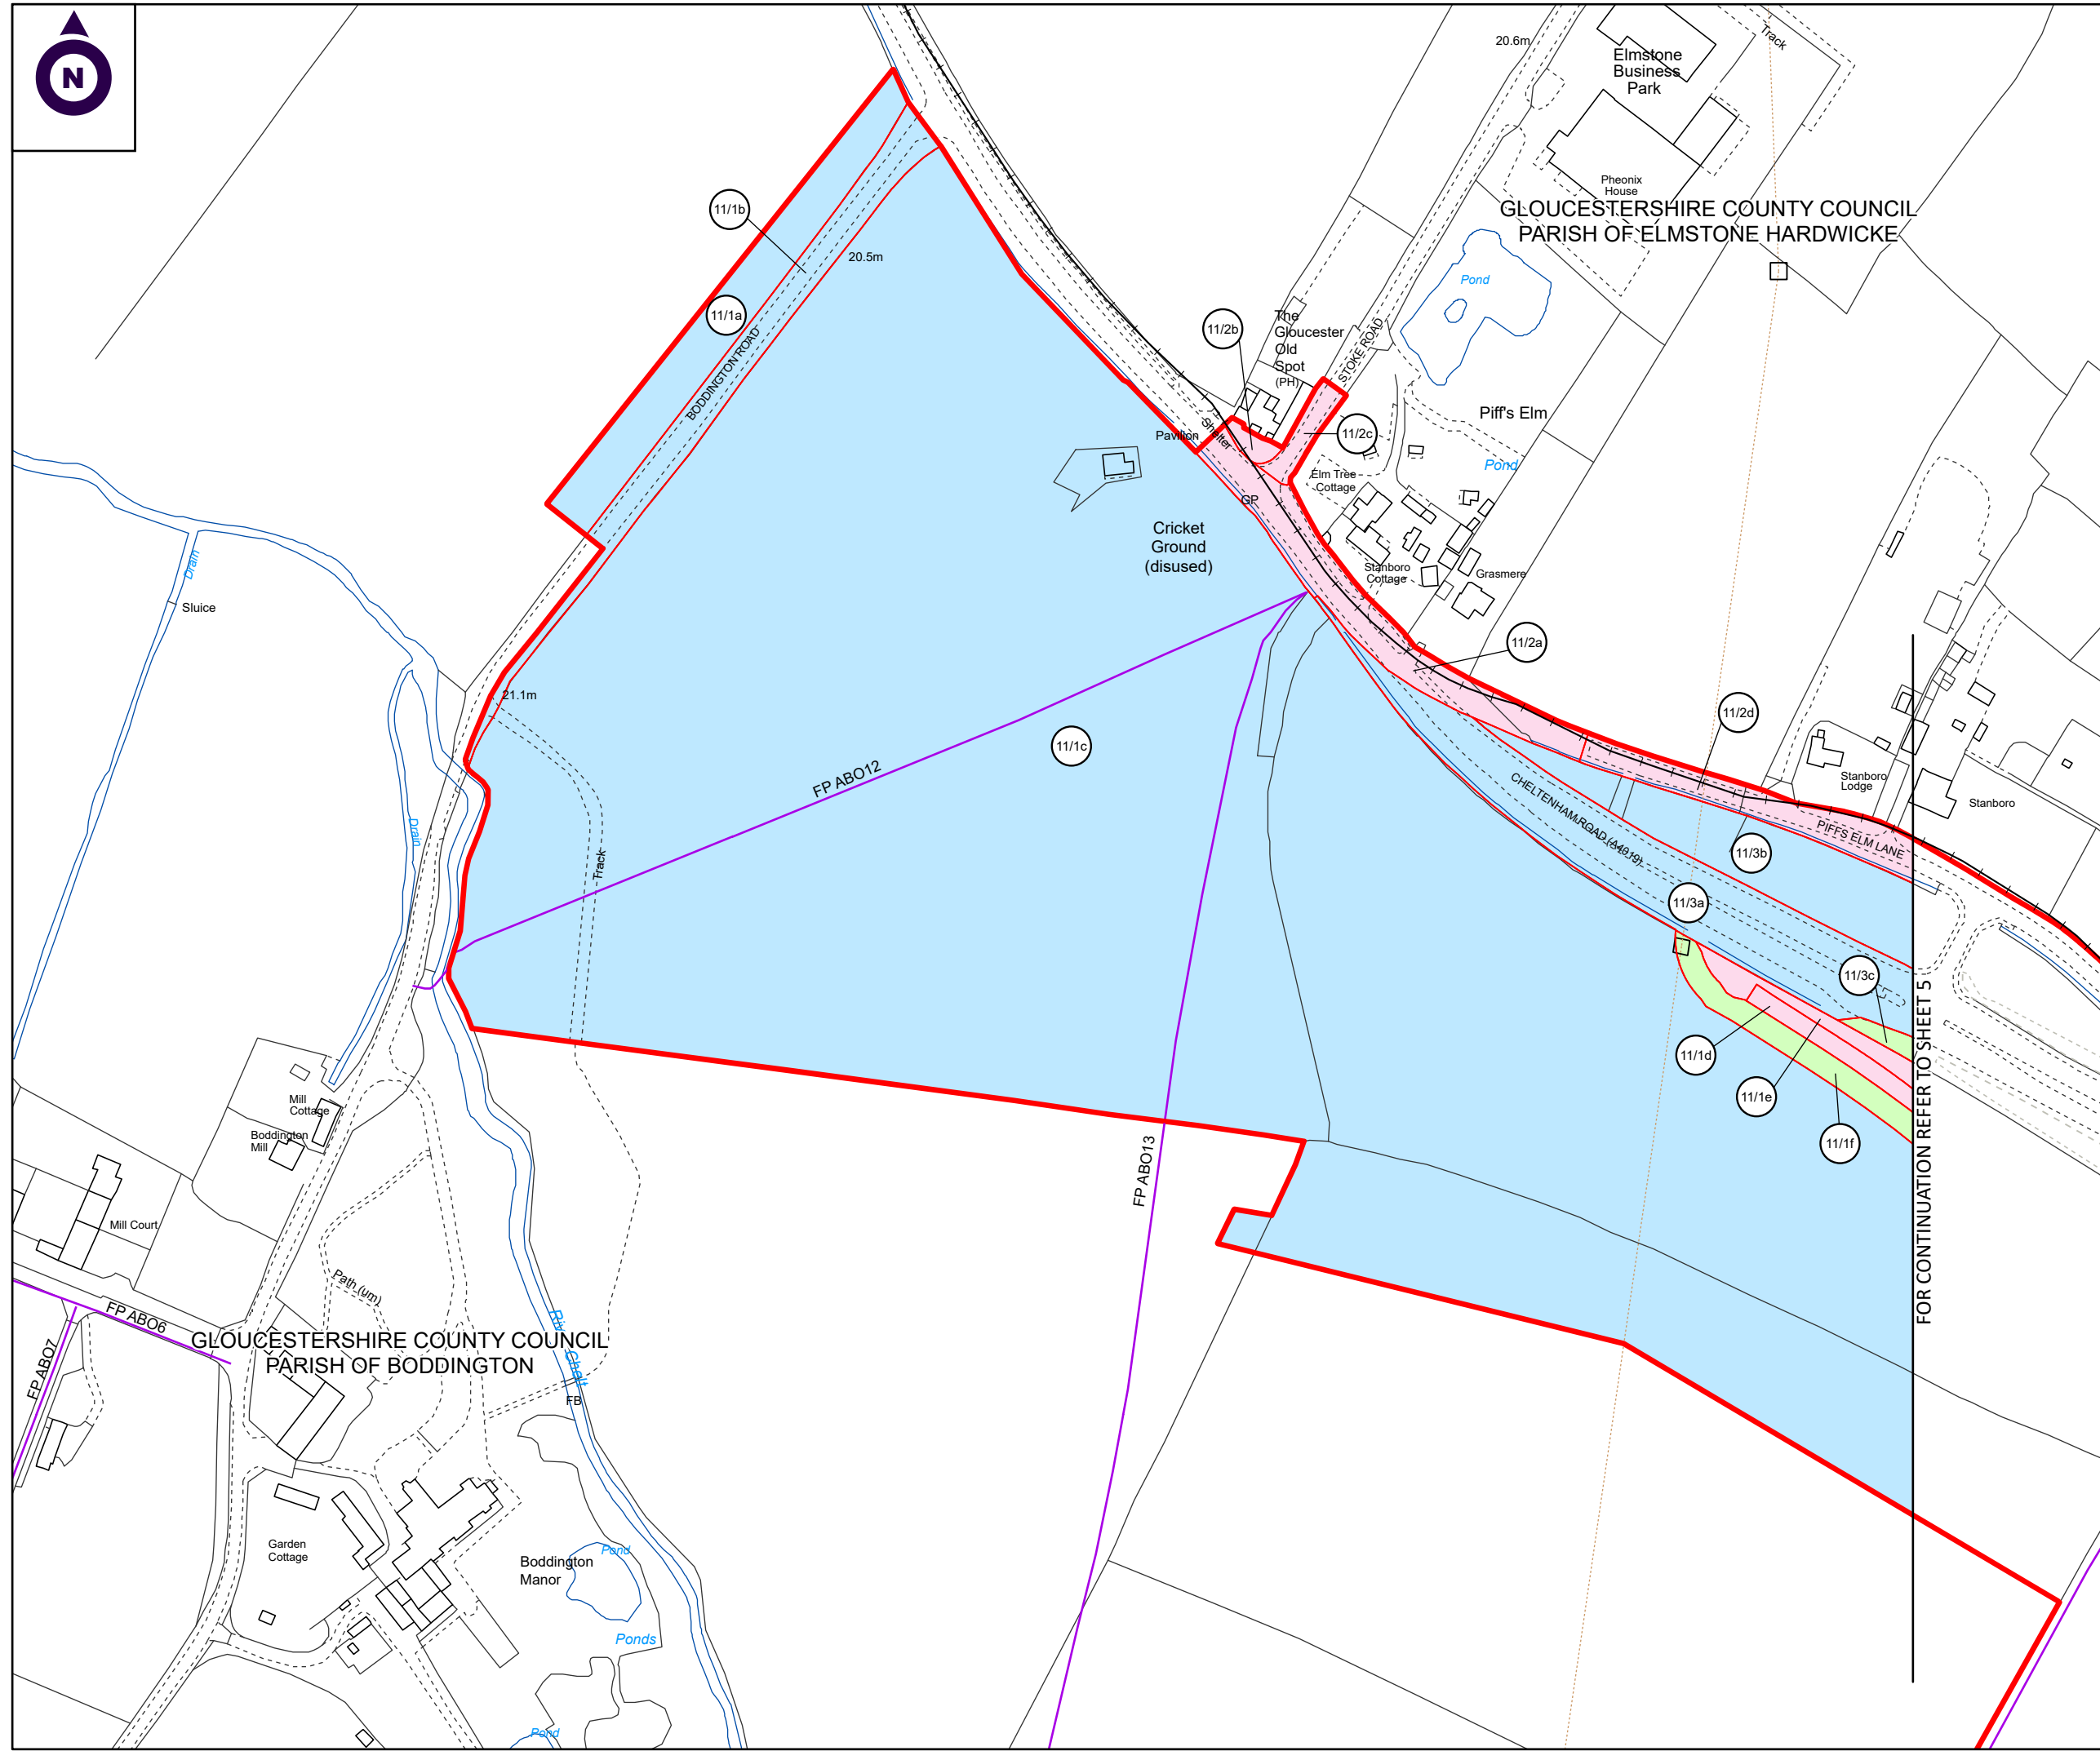 N
20.6m
Track
Elmstone
Business
Park
Pheonix
House
GLOUCESTERSHIRE COUNTY COUNCIL
PARISH OF ELMSTONE HARDWICKE
11/1b
20.5m
11/1a
BODDINGTON ROAD
Pond
11/2b
The
Gloucester
Old
Spot
(PH)
STOKE ROAD
Piff's Elm
11/2c
Pavilion
Shelter
Pond
Elm Tree
Cottage
GP
Cricket
Ground
(disused)
Stanboro
Cottage
Grasmere
Drain
Sluice
11/2a
21.1m
11/2d
11/1c
FP ABO12
Stanboro
Lodge
Stanboro
CHELTENHAM ROAD (A4019)
PIFFS ELM LANE
11/3b
Drain
Track
11/3a
11/3c
11/1d
11/1e
11/1f
FOR CONTINUATION REFER TO SHEET 5
Mill
Cottage
Boddington
Mill
FP ABO13
Mill Court
Path (um)
FP ABO6
FP ABO7
GLOUCESTERSHIRE COUNTY COUNCIL
PARISH OF BODDINGTON
River Chelt
FB
Garden
Cottage
Boddington
Manor
Pond
Ponds
Pond